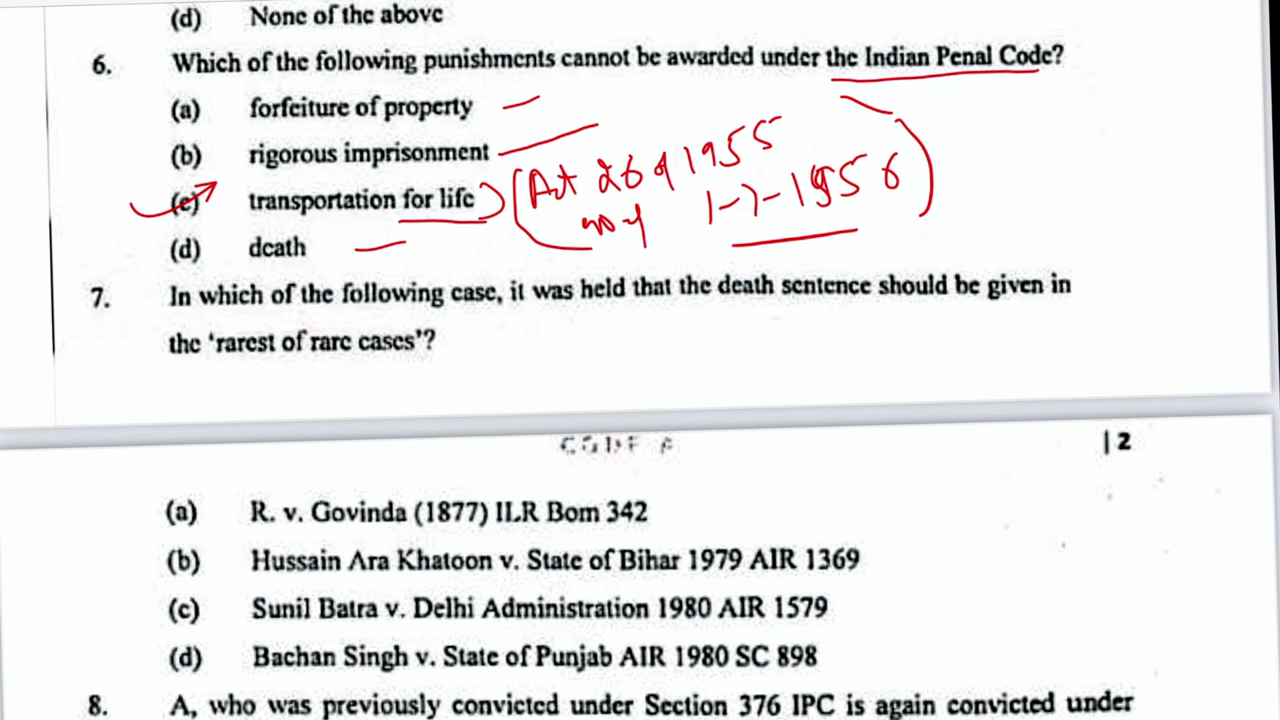 (d) None of the above
6. Which of the following punishments cannot be awarded under the Indian Penal Code?
(a) forfeiture of property
(b) rigorous imprisonment
(c) transportation for life (Act 26 of 1955
1-7-1956)
(d) death
7. In which of the following case, it was held that the death sentence should be given in
the ‘rarest of rare cases’?
CODE A |2
(a) R. v. Govinda (1877) ILR Bom 342
(b) Hussain Ara Khatoon v. State of Bihar 1979 AIR 1369
(c) Sunil Batra v. Delhi Administration 1980 AIR 1579
(d) Bachan Singh v. State of Punjab AIR 1980 SC 898
8. A, who was previously convicted under Section 376 IPC is again convicted under